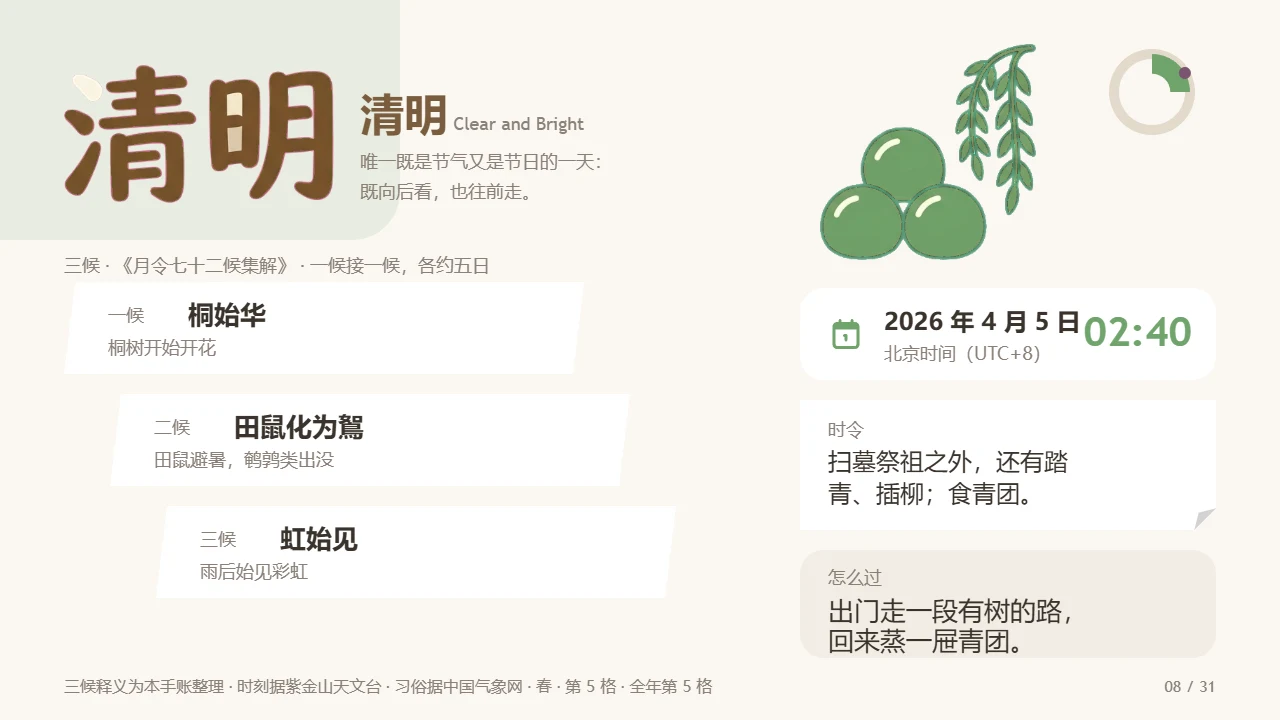 清明
清明 Clear and Bright
唯一既是节气又是节日的一天：
既向后看，也往前走。
三候 · 《月令七十二候集解》 · 一候接一候，各约五日
一候 桐始华
桐树开始开花
二候 田鼠化为鴽
田鼠避暑，鹌鹑类出没
三候 虹始见
雨后始见彩虹
2026 年 4 月 5 日 02:40
北京时间（UTC+8）
时令
扫墓祭祖之外，还有踏
青、插柳；食青团。
怎么过
出门走一段有树的路，
回来蒸一屉青团。
三候释义为本手账整理 · 时刻据紫金山天文台 · 习俗据中国气象网 · 春 · 第 5 格 · 全年第 5 格
08 / 31